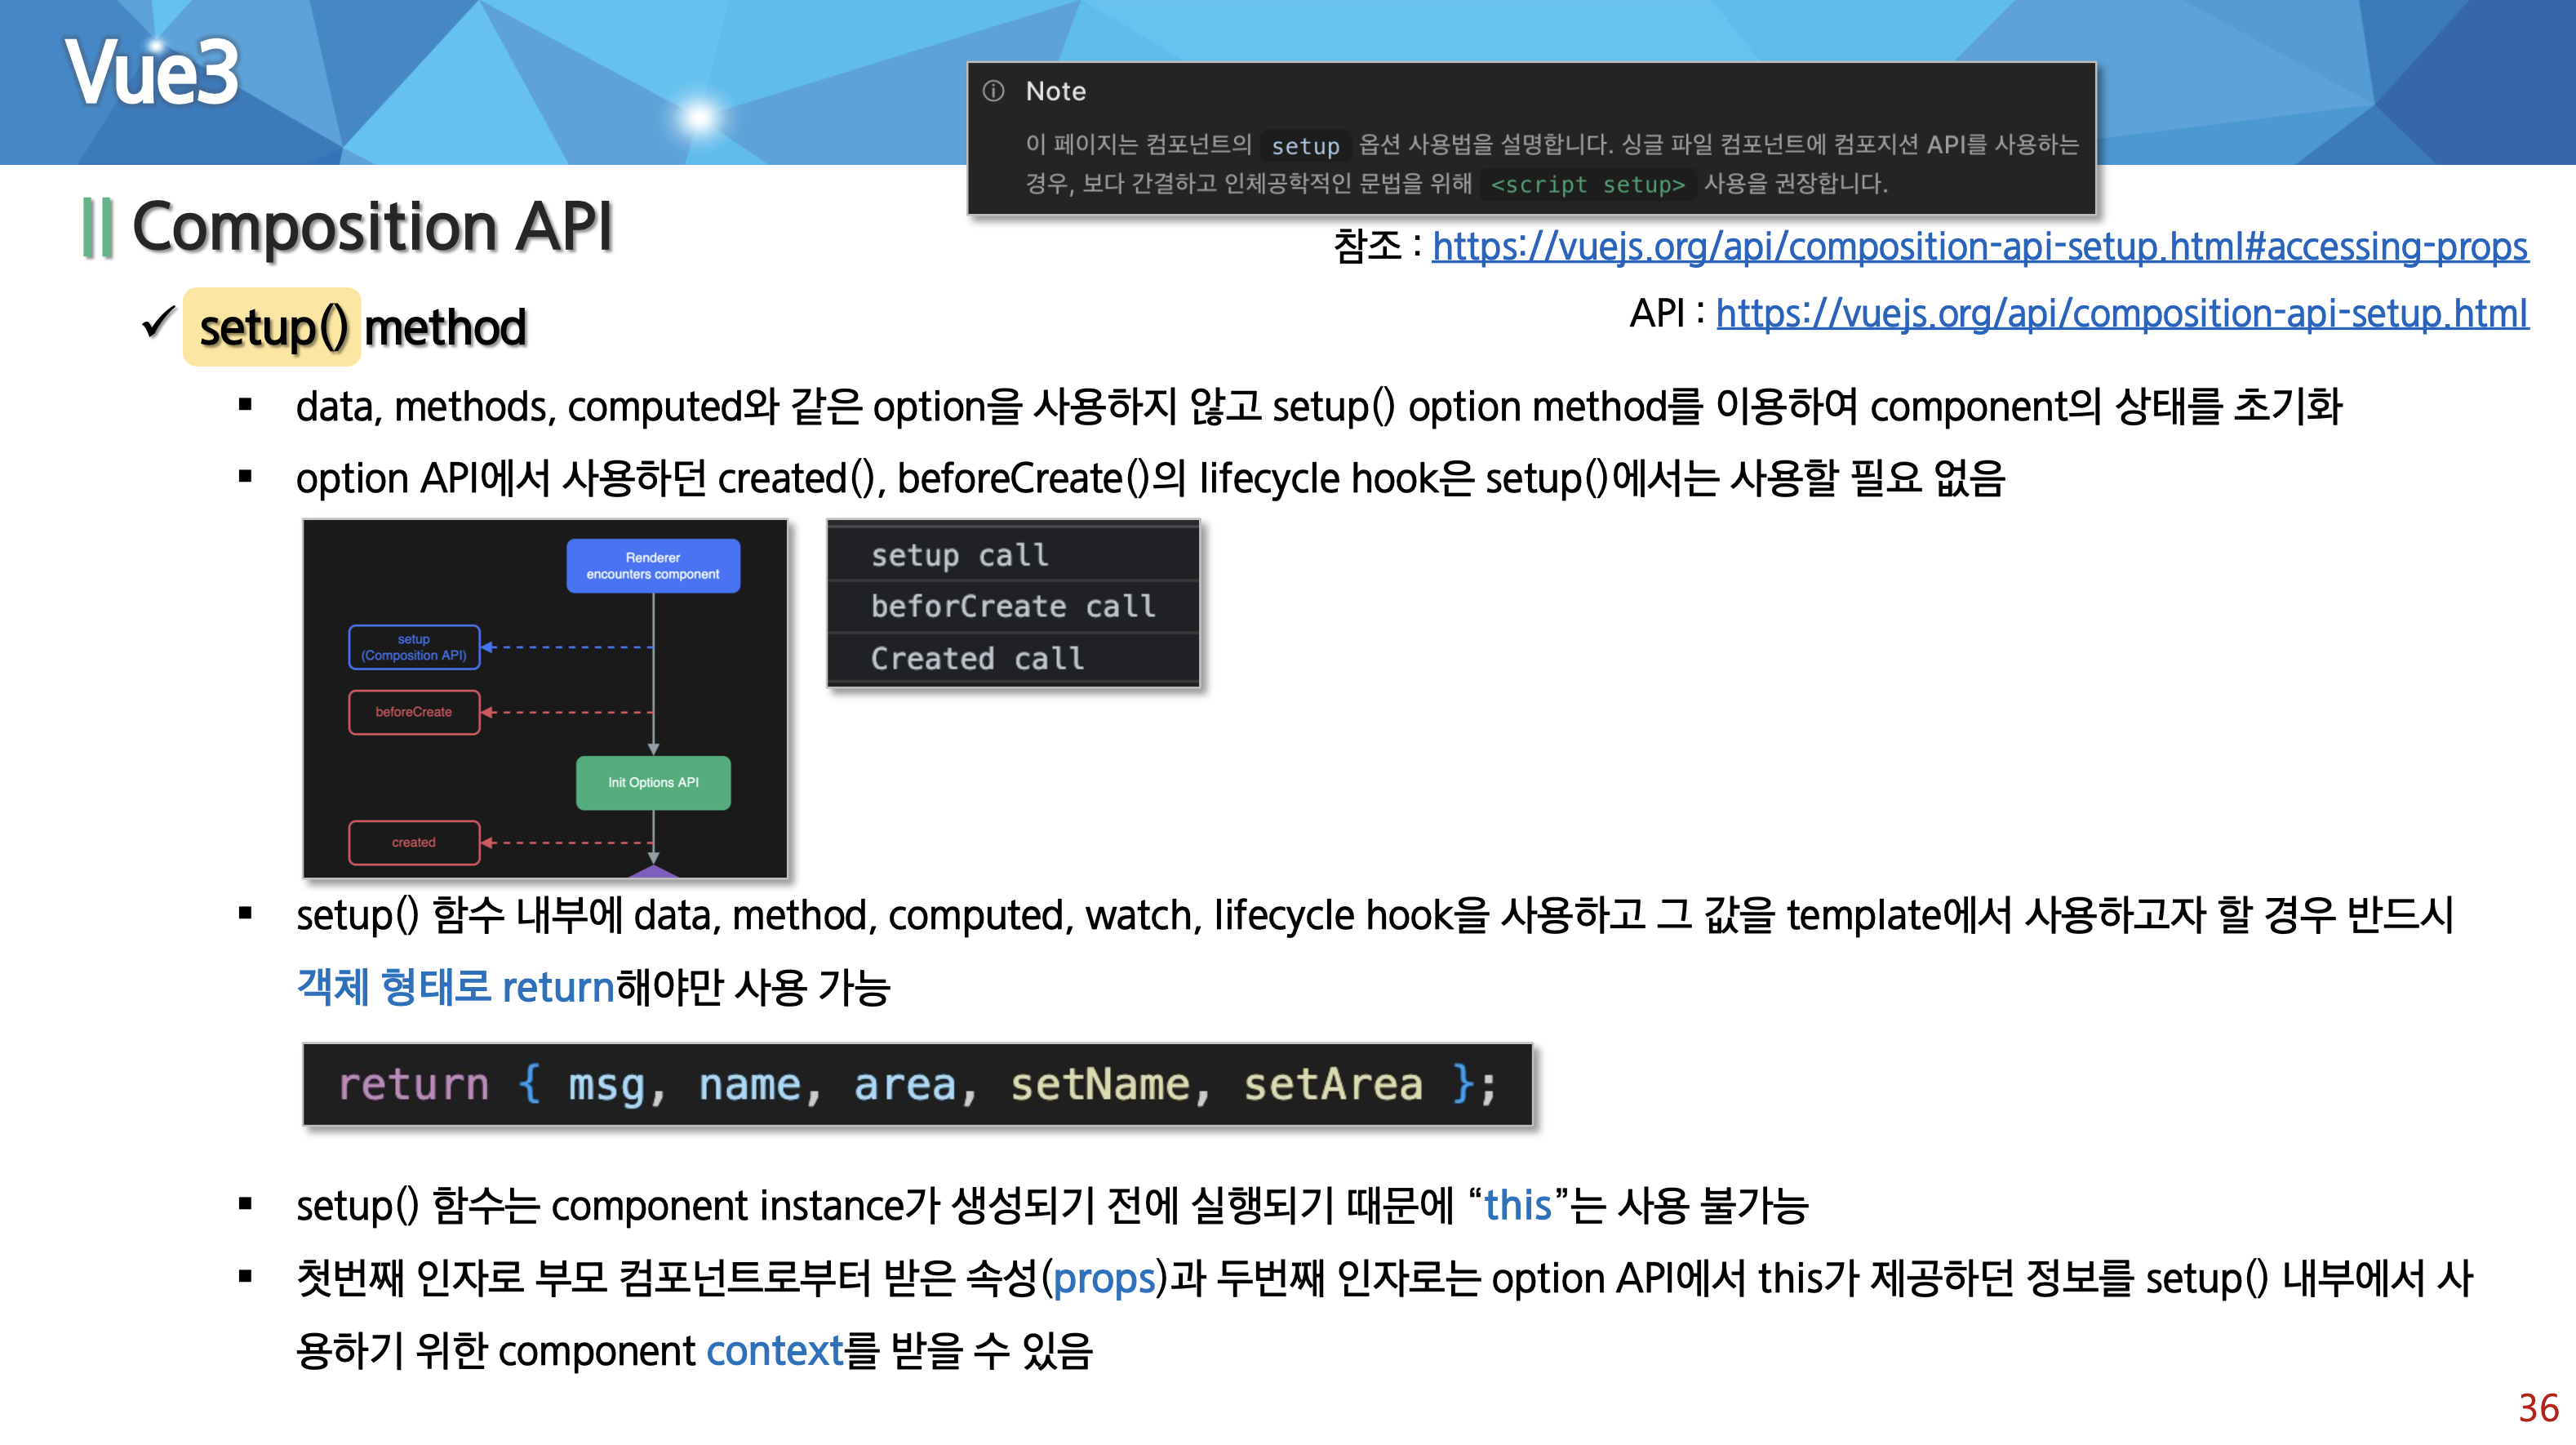 Vue3
Note
이 페이지는 컴포넌트의 setup 옵션 사용법을 설명합니다. 싱글 파일 컴포넌트에 컴포지션 API를 사용하는
경우, 보다 간결하고 인체공학적인 문법을 위해 <script setup> 사용을 권장합니다.
|| Composition API
참조 : https://vuejs.org/api/composition-api-setup.html#accessing-props
API : https://vuejs.org/api/composition-api-setup.html
✓ setup() method
▪ data, methods, computed와 같은 option을 사용하지 않고 setup() option method를 이용하여 component의 상태를 초기화
▪ option API에서 사용하던 created(), beforeCreate()의 lifecycle hook은 setup()에서는 사용할 필요 없음
Renderer
encounters component
setup
(Composition API)
beforeCreate
Init Options API
created
setup call
beforCreate call
Created call
▪ setup() 함수 내부에 data, method, computed, watch, lifecycle hook을 사용하고 그 값을 template에서 사용하고자 할 경우 반드시
객체 형태로 return해야만 사용 가능
return { msg, name, area, setName, setArea };
▪ setup() 함수는 component instance가 생성되기 전에 실행되기 때문에 “this”는 사용 불가능
▪ 첫번째 인자로 부모 컴포넌트로부터 받은 속성(props)과 두번째 인자로는 option API에서 this가 제공하던 정보를 setup() 내부에서 사
용하기 위한 component context를 받을 수 있음
36